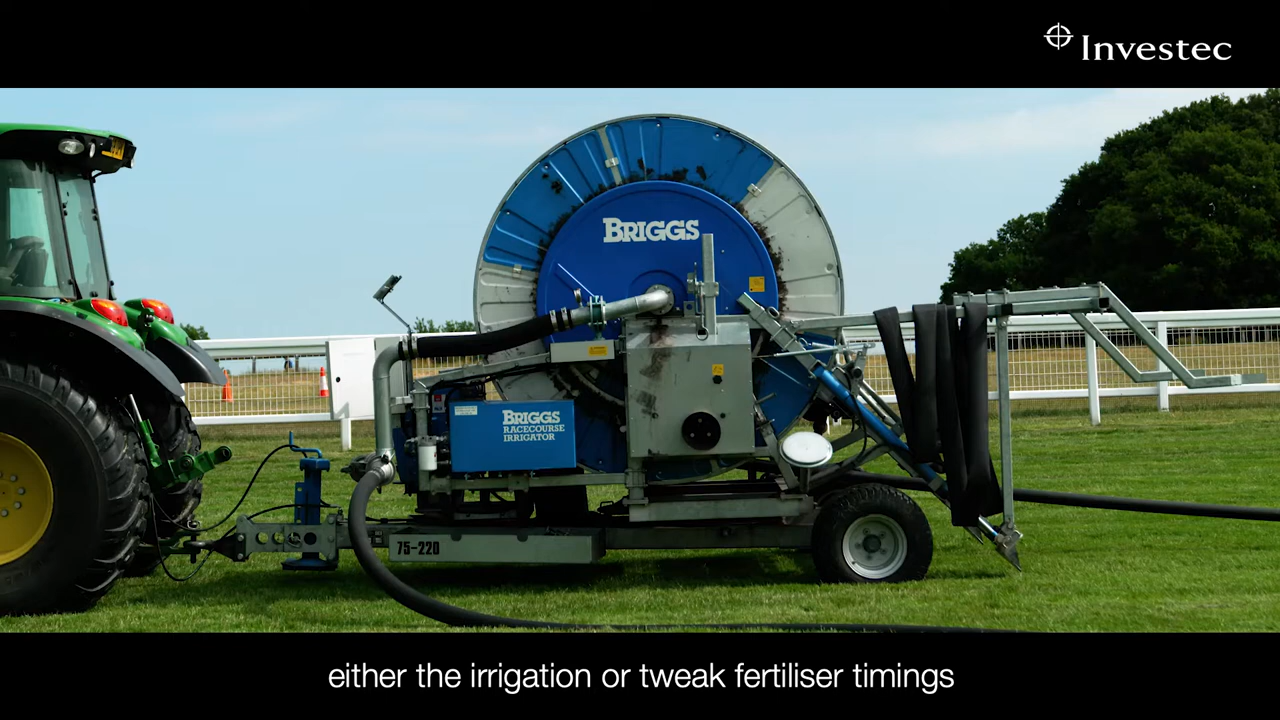 Investec
BRIGGS
BRIGGS
RACECOURSE
IRRIGATOR
75-220
either the irrigation or tweak fertiliser timings